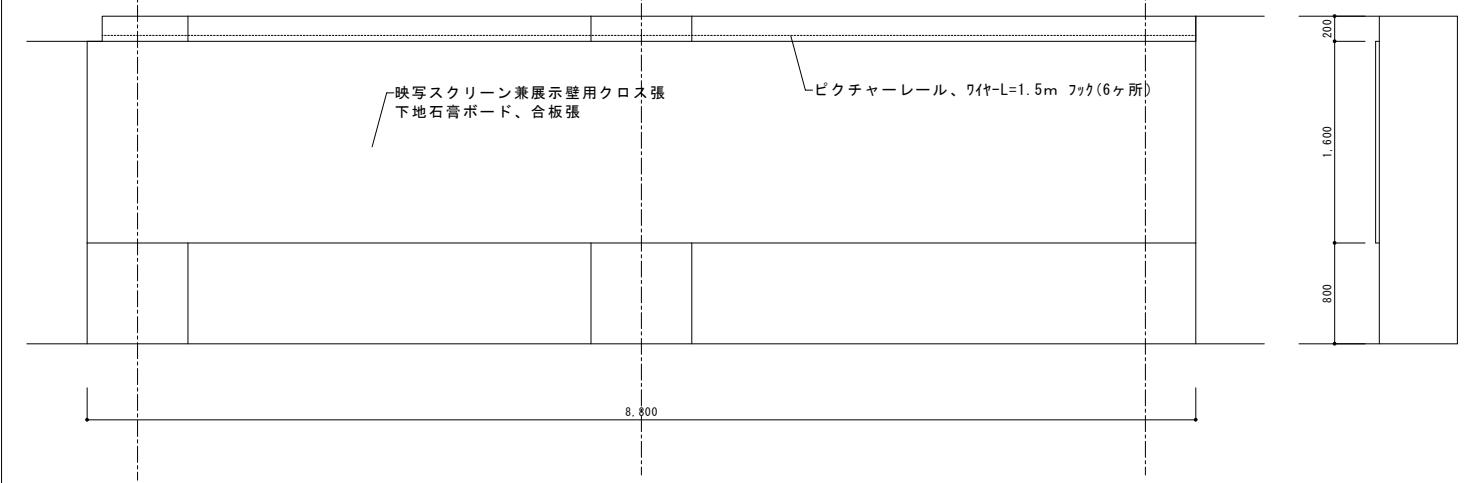 映写スクリーン兼展示壁用クロス張
下地石膏ボード、合板張
ピクチャーレール、ワイヤーL=1.5m フック(6ヶ所)
200
1,600
800
8,800